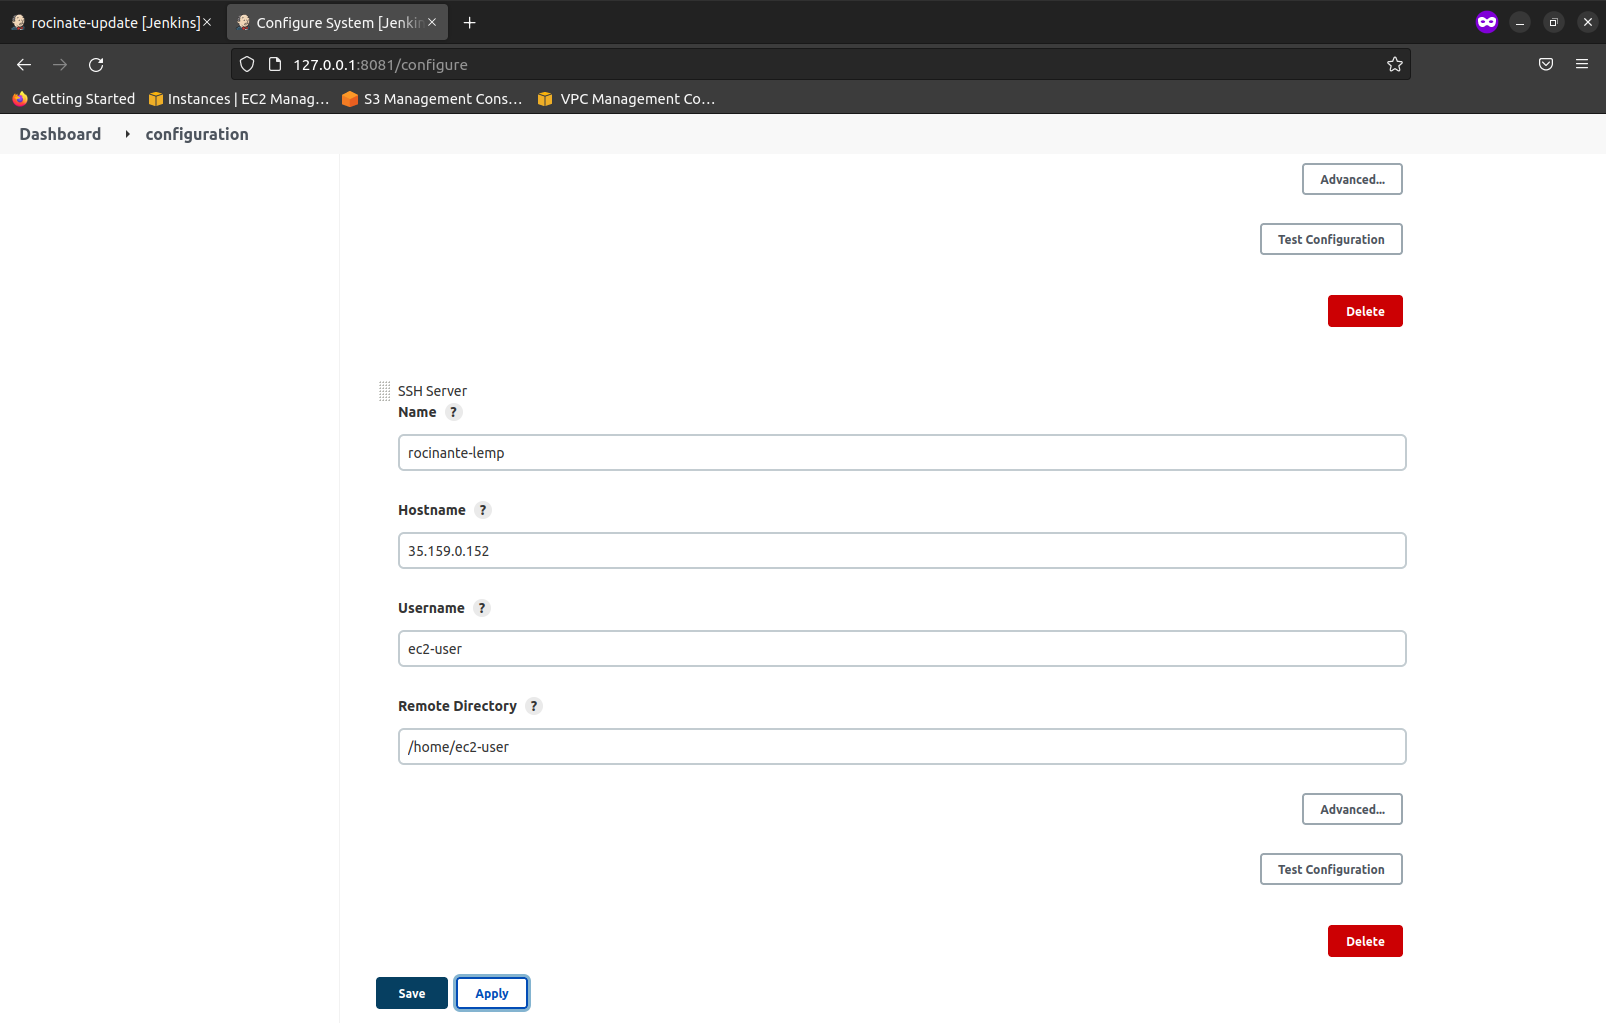 rocinate-update [Jenkins]
Configure System [Jenkin
127.0.0.1:8081/configure
Getting Started
Instances | EC2 Manag…
S3 Management Cons…
VPC Management Co…
Dashboard
configuration
Advanced...
Test Configuration
Delete
SSH Server
Name ?
rocinante-lemp
Hostname ?
35.159.0.152
Username ?
ec2-user
Remote Directory ?
/home/ec2-user
Advanced...
Test Configuration
Delete
Save
Apply